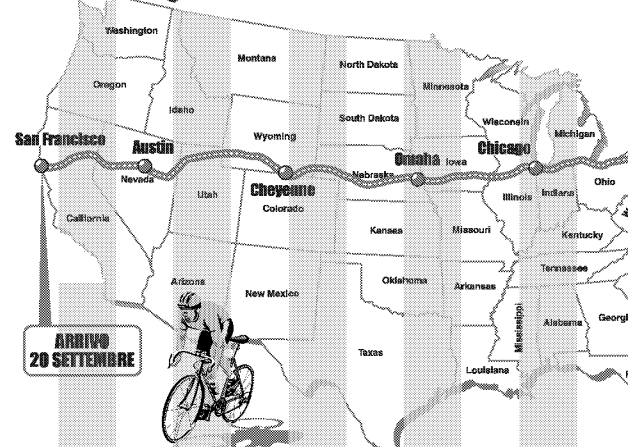 Washington
Montana
North Dakota
Minnesota
Oregon
Idaho
South Dakota
Wisconsin
Michigan
Wyoming
San Francisco
Austin
Omaha
Iowa
Chicago
Nevada
Nebraska
Cheyenne
Utah
Colorado
Illinois
Indiana
Ohio
California
Kansas
Missouri
Kentucky
Tennessee
Arizona
New Mexico
Oklahoma
Arkansas
Mississippi
Alabama
Georgi
Texas
Louisiana
ARRIVO
20 SETTEMBRE